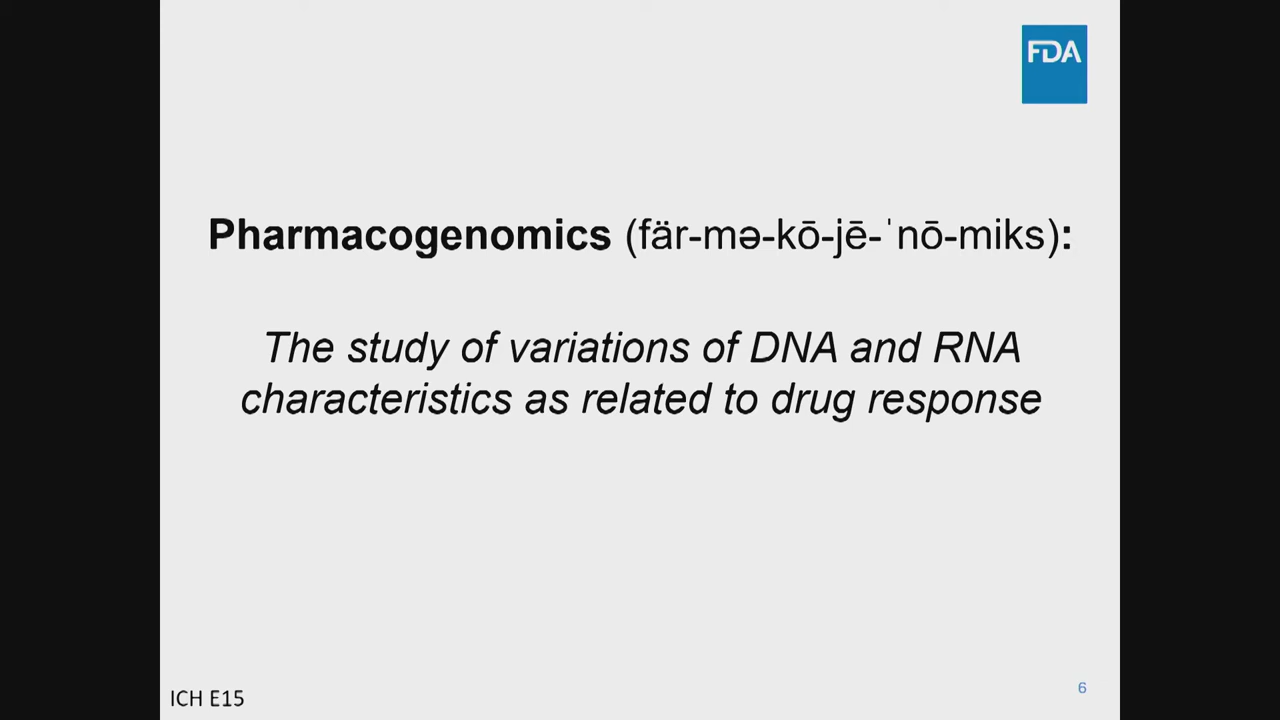 FDA
Pharmacogenomics (fär-mə-kō-jē-ˈnō-miks):
The study of variations of DNA and RNA
characteristics as related to drug response
ICH E15
6